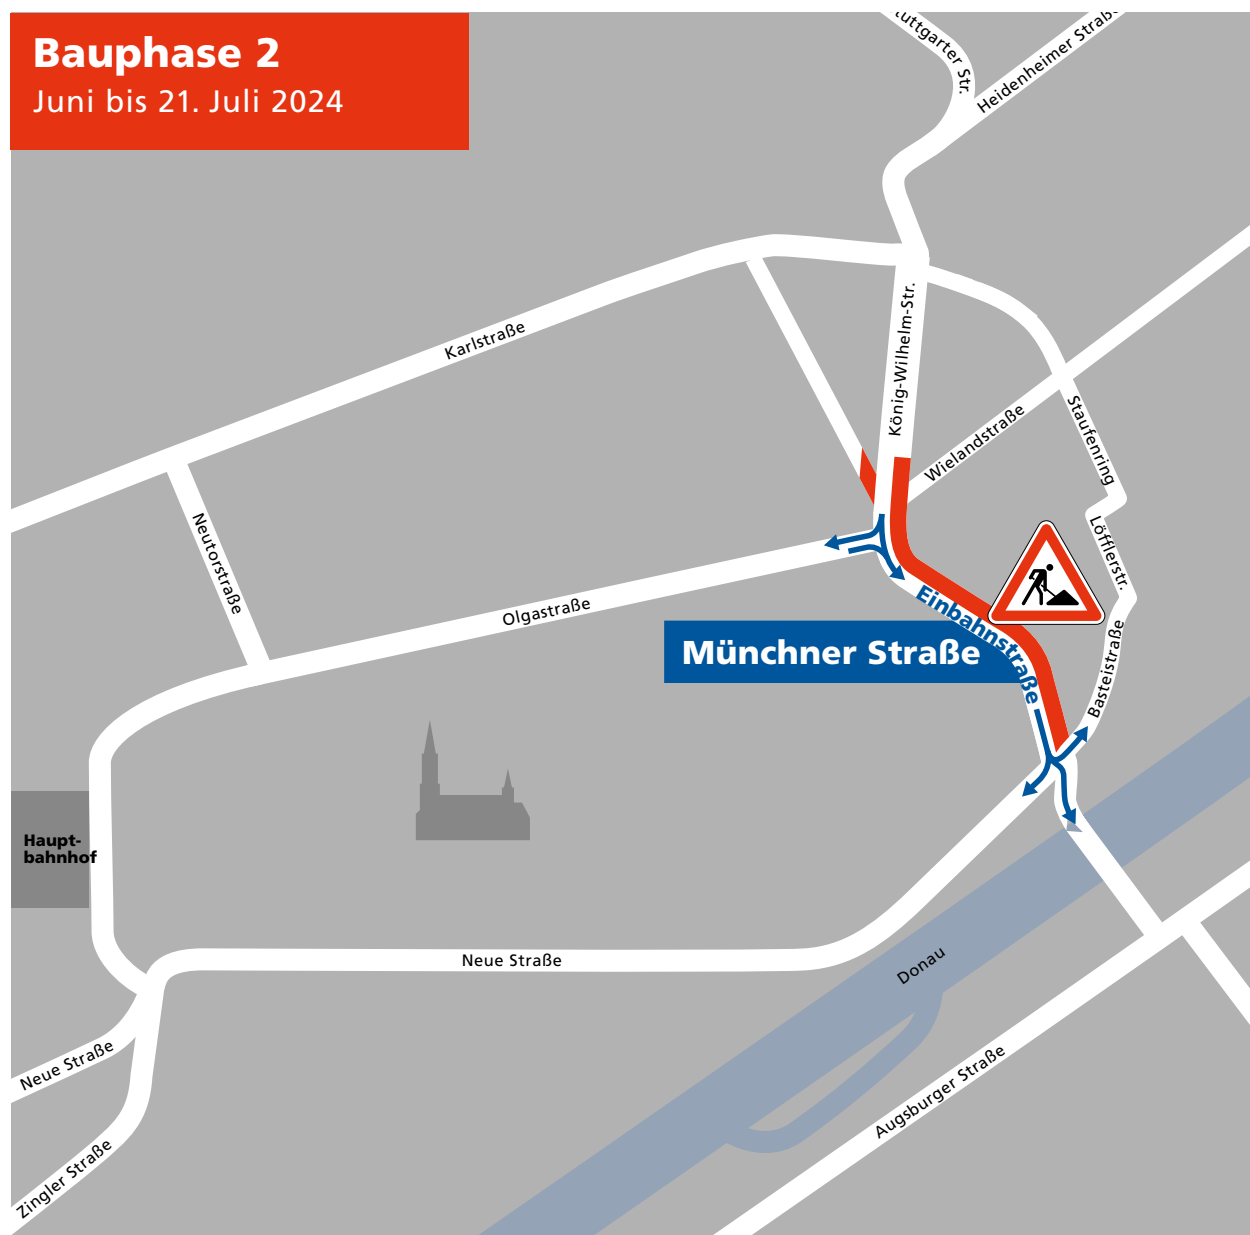 Bauphase 2
Juni bis 21. Juli 2024
tuttgarter Str.
Heidenheimer Straße
Karlstraße
König-Wilhelm-Str.
Wielandstraße
Staufenring
Löfflerstr.
Neutorstraße
Olgastraße
Einbahnstraße
Münchner Straße
Basteistraße
Haupt-
bahnhof
Neue Straße
Donau
Neue Straße
Augsburger Straße
Zingler Straße